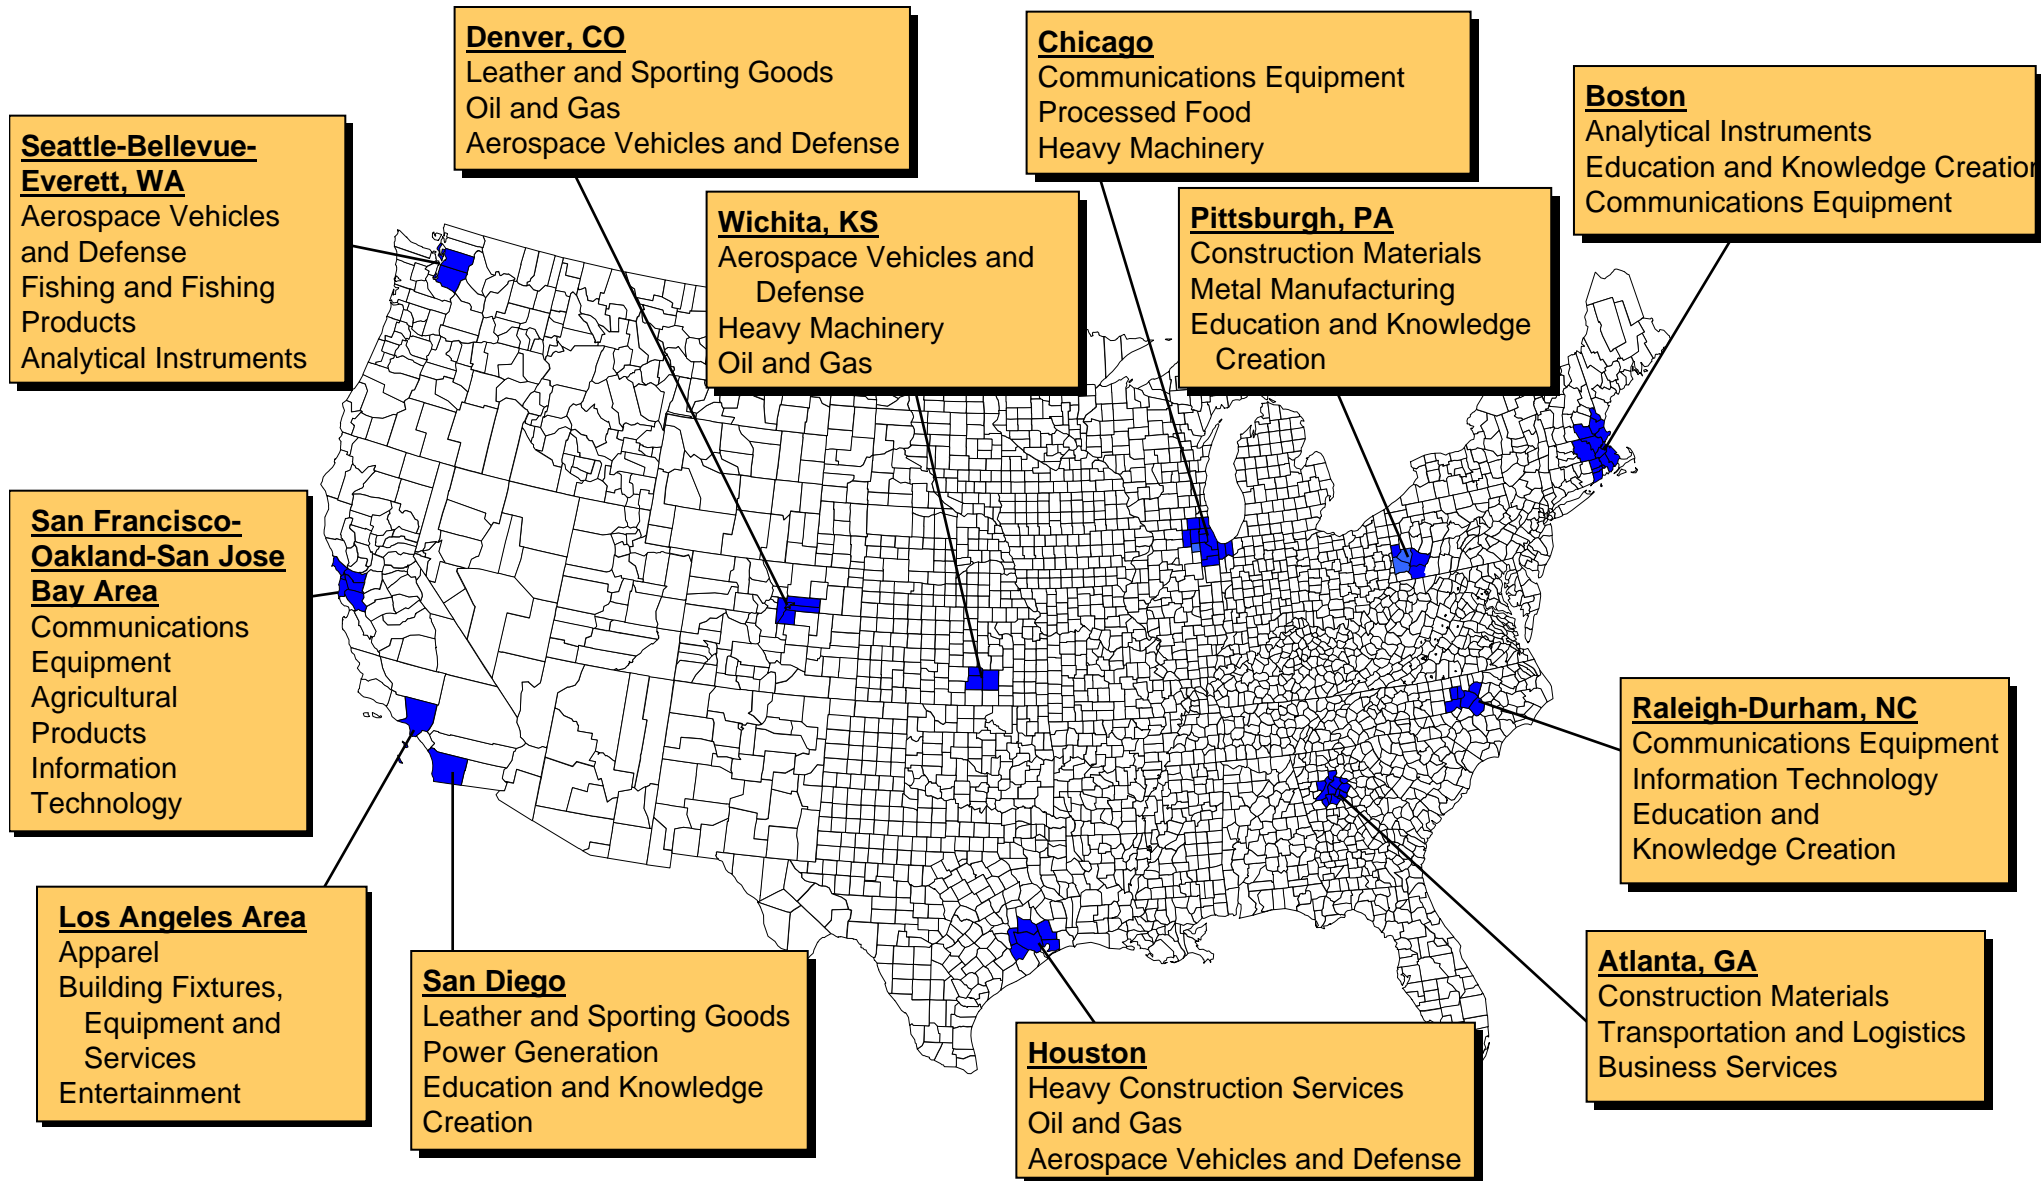 Denver, CO
Leather and Sporting Goods
Oil and Gas
Aerospace Vehicles and Defense
Chicago
Communications Equipment
Processed Food
Heavy Machinery
Boston
Analytical Instruments
Education and Knowledge Creation
Communications Equipment
Seattle-Bellevue-
Everett, WA
Aerospace Vehicles
and Defense
Fishing and Fishing
Products
Analytical Instruments
Wichita, KS
Aerospace Vehicles and
Defense
Heavy Machinery
Oil and Gas
Pittsburgh, PA
Construction Materials
Metal Manufacturing
Education and Knowledge
Creation
San Francisco-
Oakland-San Jose
Bay Area
Communications
Equipment
Agricultural
Products
Information
Technology
Raleigh-Durham, NC
Communications Equipment
Information Technology
Education and
Knowledge Creation
Los Angeles Area
Apparel
Building Fixtures,
Equipment and
Services
Entertainment
San Diego
Leather and Sporting Goods
Power Generation
Education and Knowledge
Creation
Houston
Heavy Construction Services
Oil and Gas
Aerospace Vehicles and Defense
Atlanta, GA
Construction Materials
Transportation and Logistics
Business Services